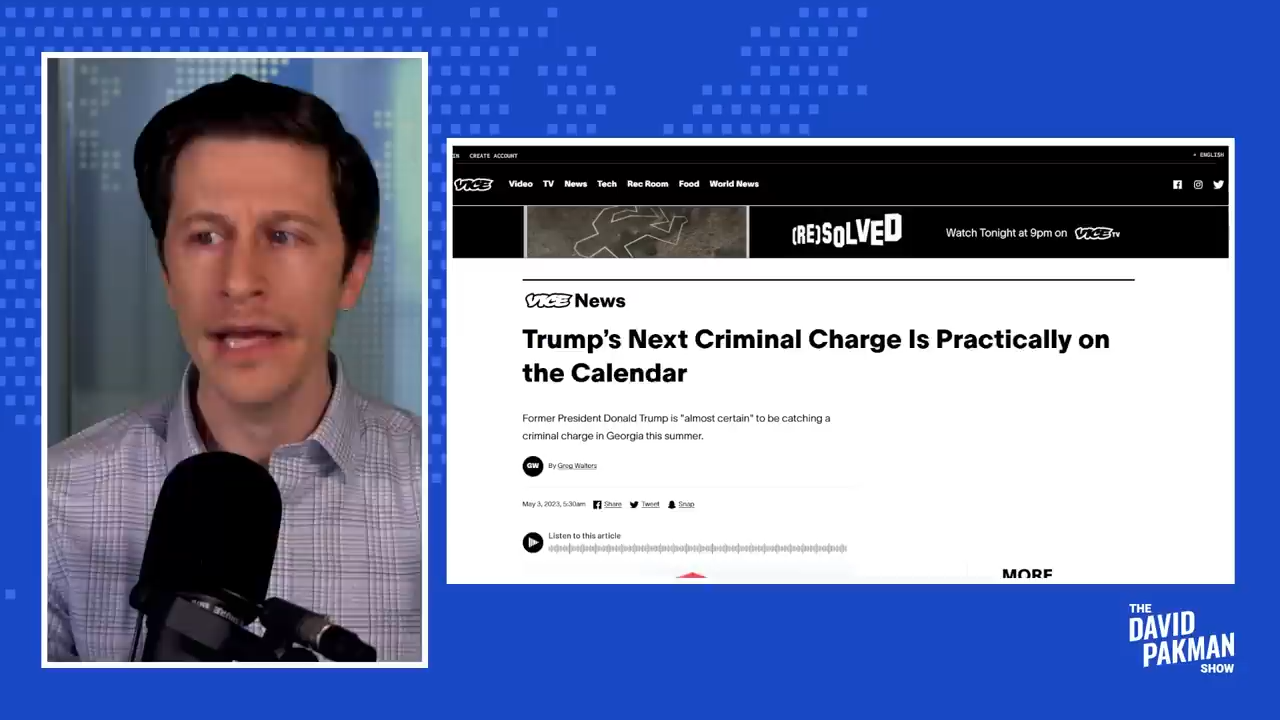 IN CREATE ACCOUNT
+ ENGLISH
VICE
Video TV News Tech Rec Room Food World News
(RE)SOLVED
Watch Tonight at 9pm on VICE TV
VICE News
Trump's Next Criminal Charge Is Practically on
the Calendar
Former President Donald Trump is "almost certain" to be catching a
criminal charge in Georgia this summer.
GW By Greg Walters
May 3, 2023, 5:30am Share Tweet Snap
Listen to this article
MORE
THE
DAVID
PAKMAN
SHOW